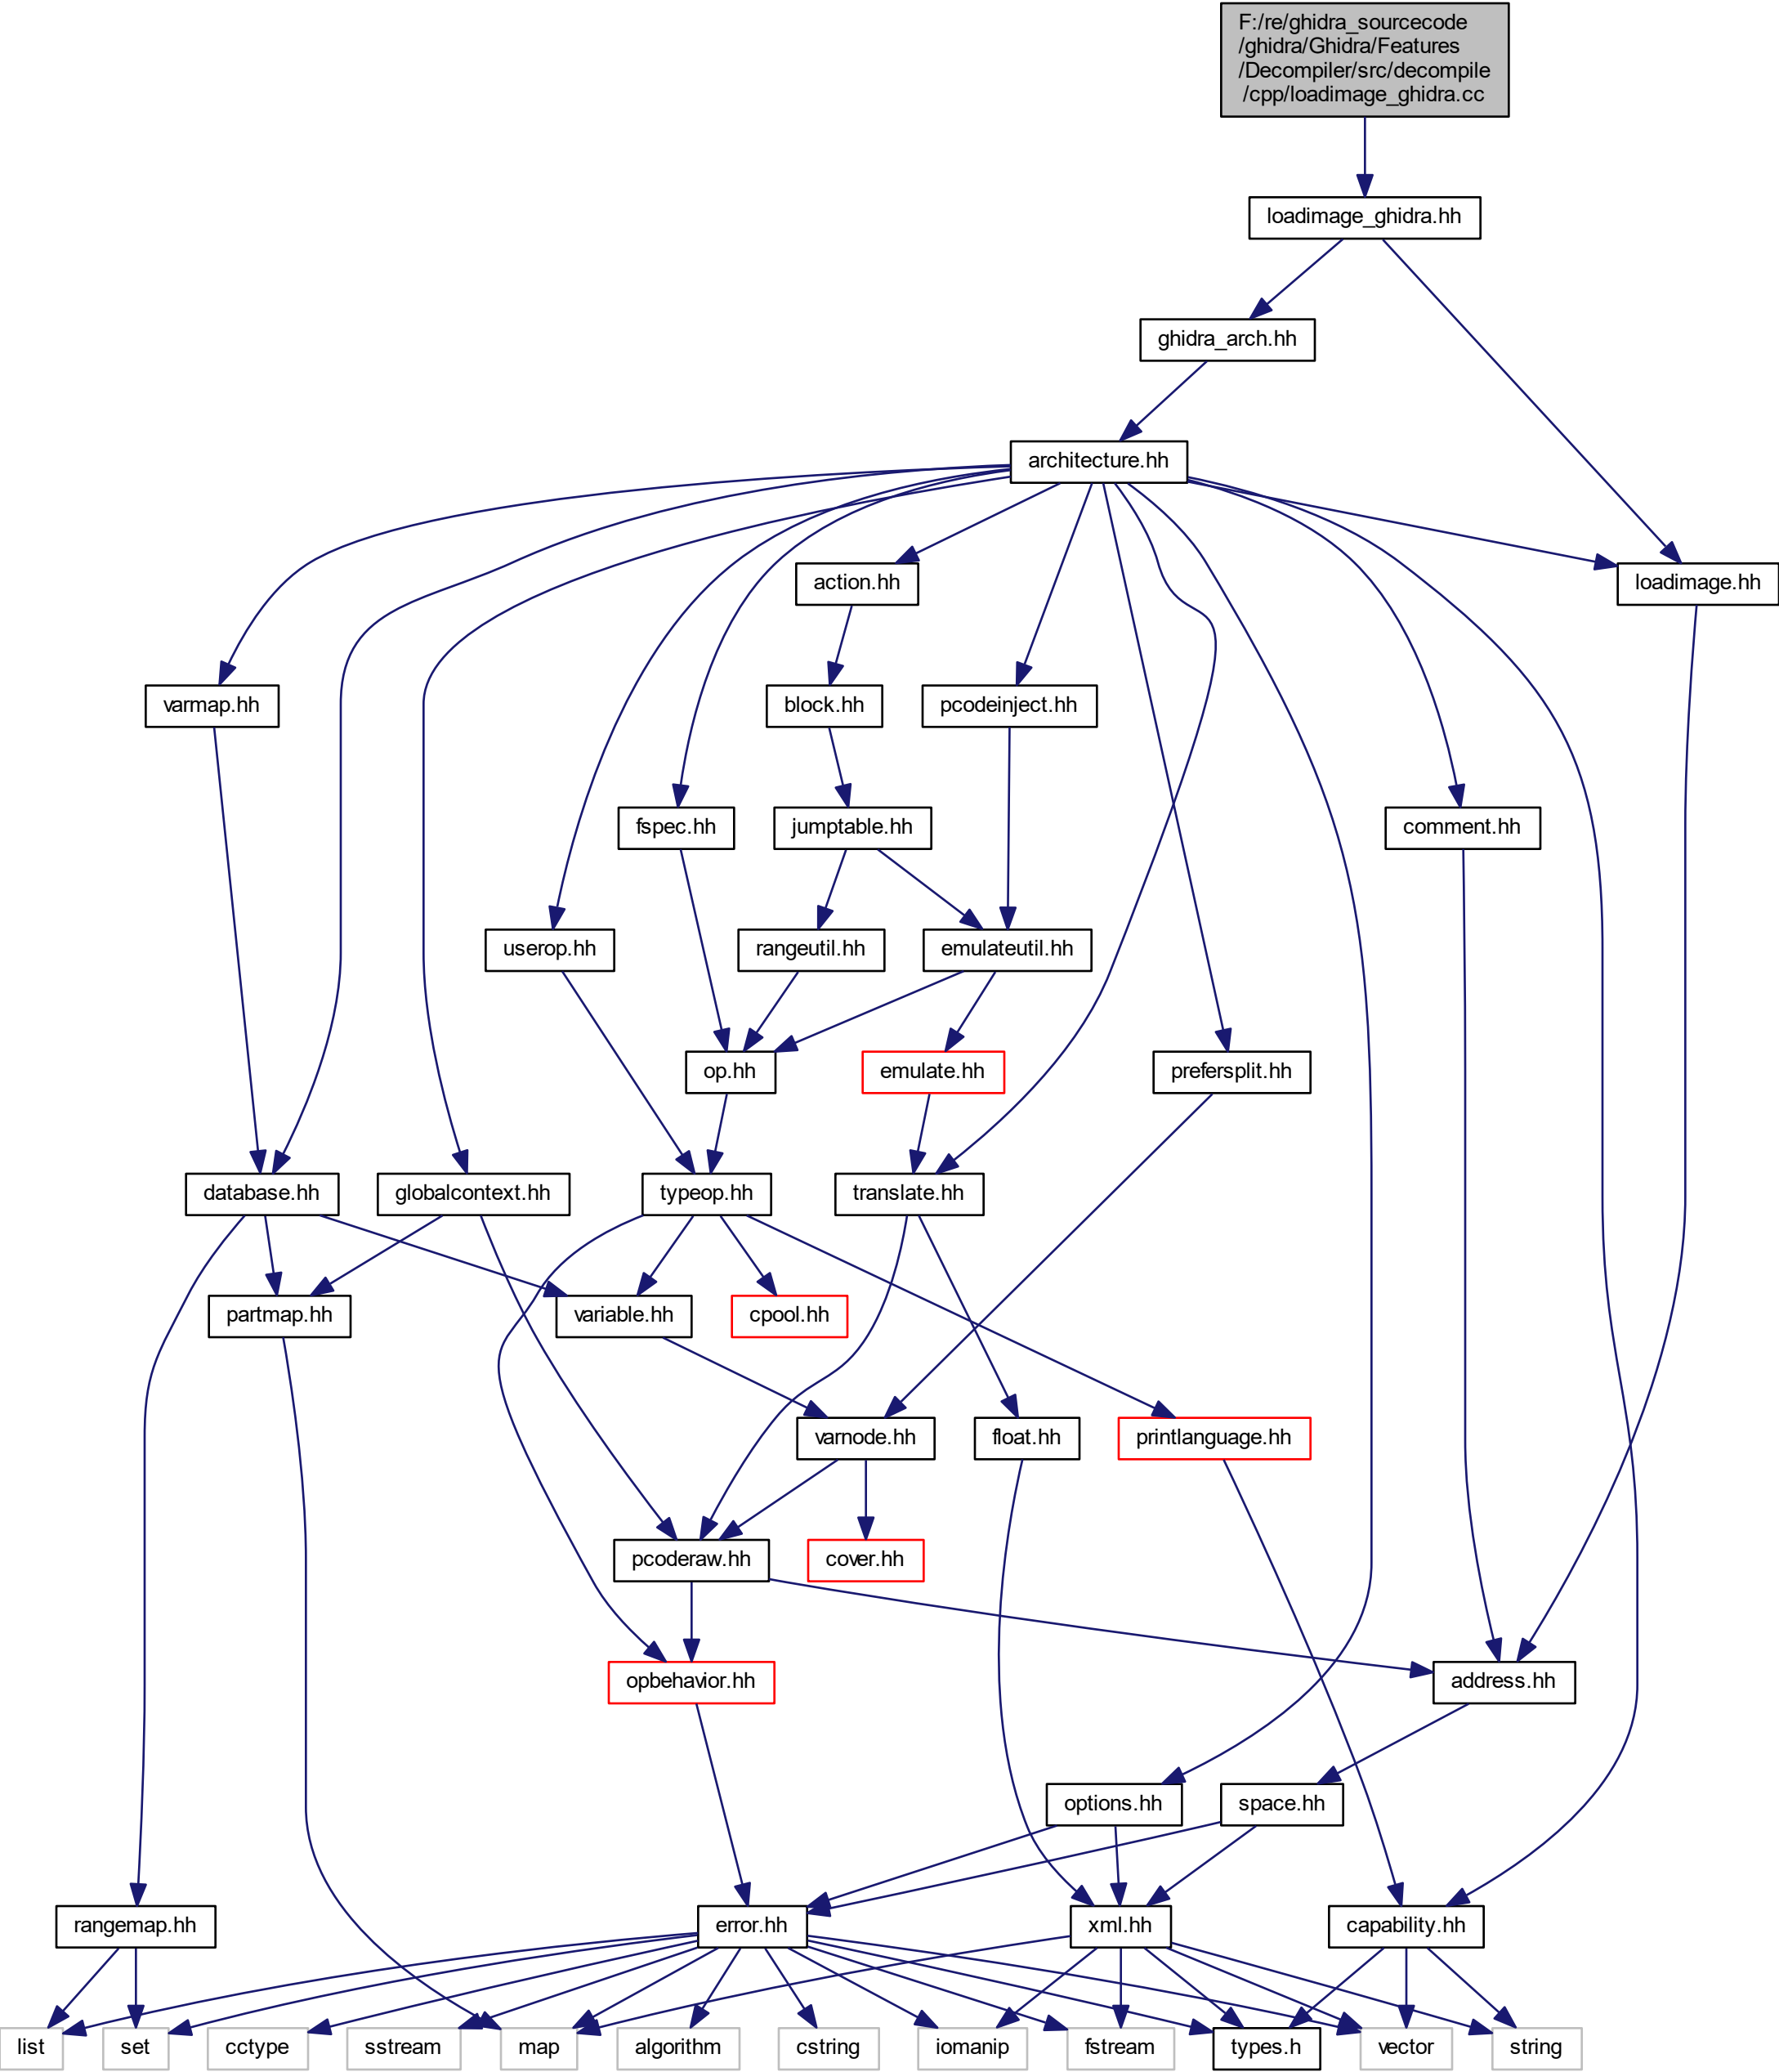 F:/re/ghidra_sourcecode
/ghidra/Ghidra/Features
/Decompiler/src/decompile
/cpp/loadimage_ghidra.cc
loadimage_ghidra.hh
ghidra_arch.hh
architecture.hh
action.hh
loadimage.hh
varmap.hh
block.hh
pcodeinject.hh
fspec.hh
jumptable.hh
comment.hh
userop.hh
rangeutil.hh
emulateutil.hh
op.hh
emulate.hh
prefersplit.hh
database.hh
globalcontext.hh
typeop.hh
translate.hh
partmap.hh
variable.hh
cpool.hh
varnode.hh
float.hh
printlanguage.hh
pcoderaw.hh
cover.hh
opbehavior.hh
address.hh
options.hh
space.hh
rangemap.hh
error.hh
xml.hh
capability.hh
list
set
cctype
sstream
map
algorithm
cstring
iomanip
fstream
types.h
vector
string